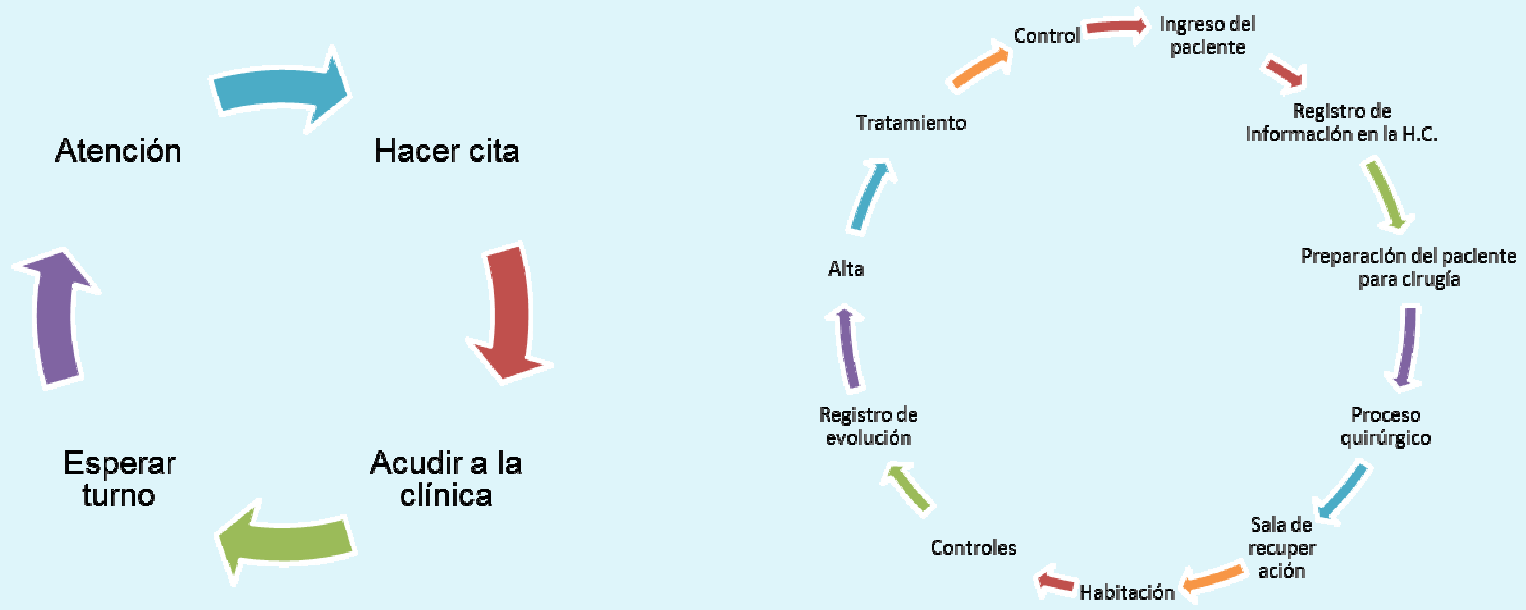 Atención
Hacer cita
Acudir a la
clínica
Esperar
turno
Control
Ingreso del
paciente
Registro de
información en la H.C.
Preparación del paciente
para cirugía
Proceso
quirúrgico
Sala de
recuper
ación
Habitación
Controles
Registro de
evolución
Alta
Tratamiento